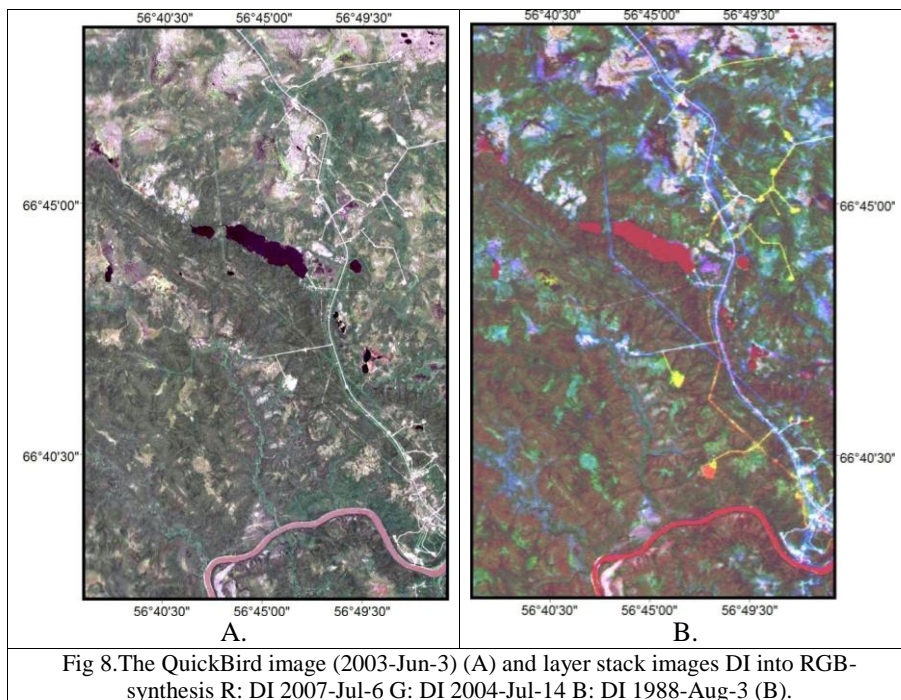 56°40'30" 56°45'00" 56°49'30" 56°40'30" 56°45'00" 56°49'30"
66°45'00" 66°45'00"
66°40'30" 66°40'30"
56°40'30" 56°45'00" 56°49'30" 56°40'30" 56°45'00" 56°49'30"
A. B.
Fig 8.The QuickBird image (2003-Jun-3) (A) and layer stack images DI into RGB-
synthesis R: DI 2007-Jul-6 G: DI 2004-Jul-14 B: DI 1988-Aug-3 (B).